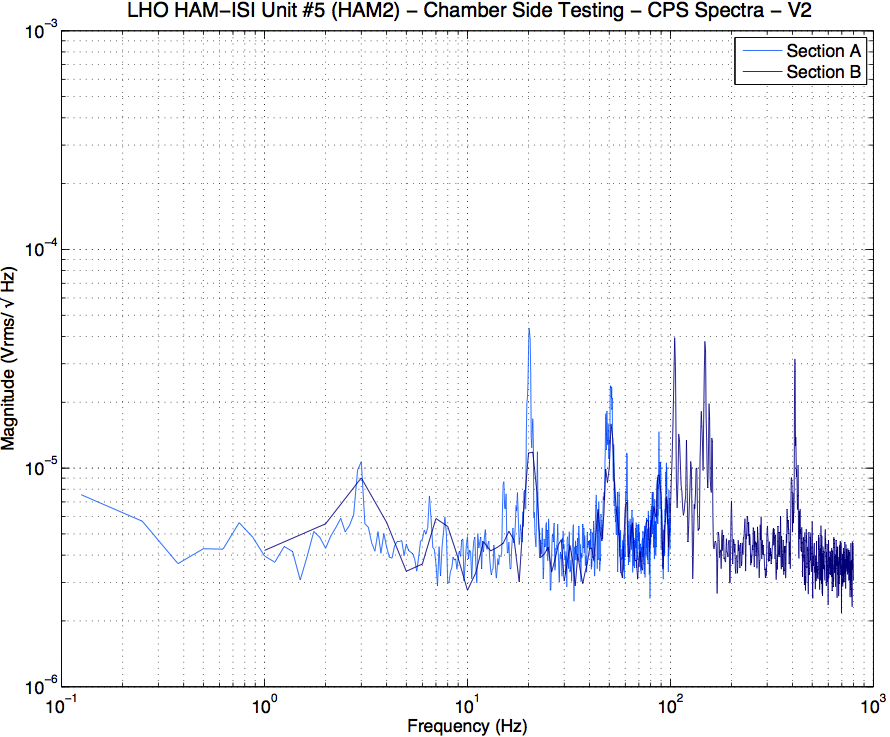 LHO HAM−ISI Unit #5 (HAM2) − Chamber Side Testing − CPS Spectra − V2
Section A
Section B
10^−3
10^−4
10^−5
10^−6
Magnitude (Vrms/ √ Hz)
10^−1 10^0 10^1 10^2 10^3
Frequency (Hz)